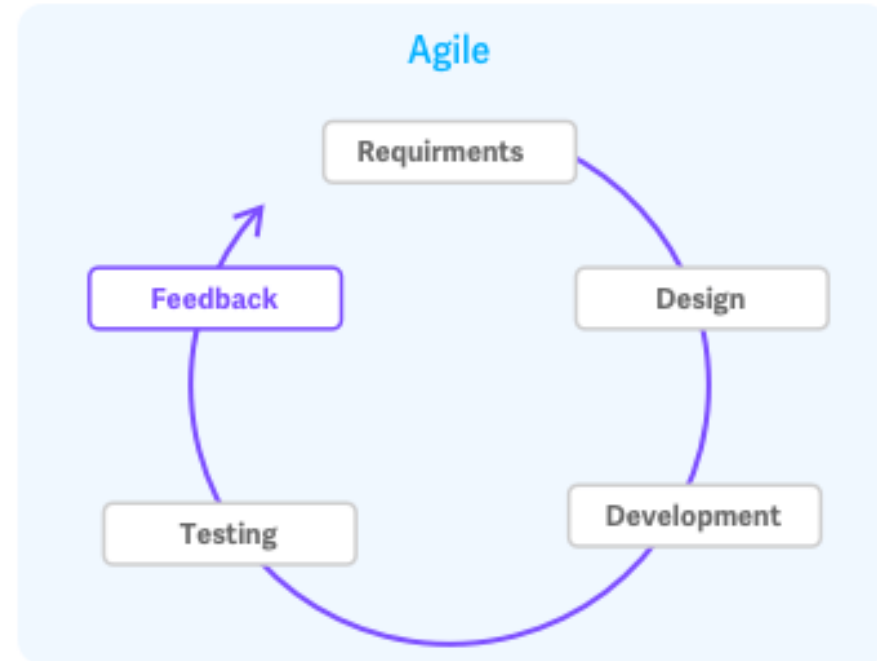 Agile
Requirments
Design
Development
Testing
Feedback